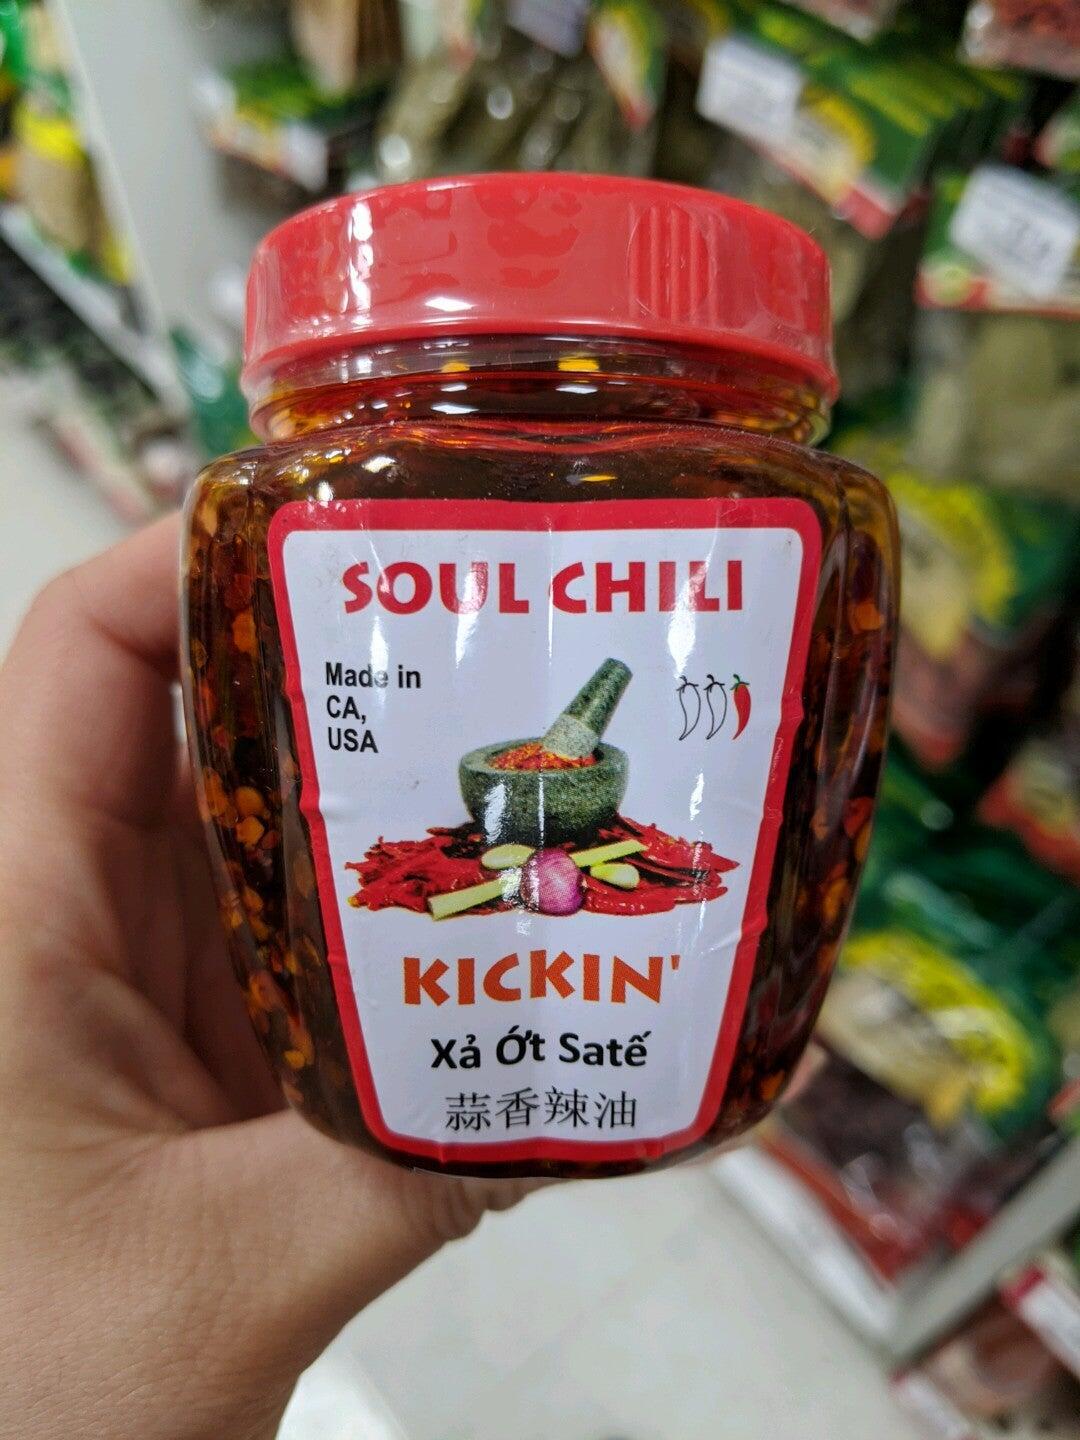 SOUL CHILI
Made in
CA,
USA
KICKIN'
Xả Ớt Satế
蒜香辣油